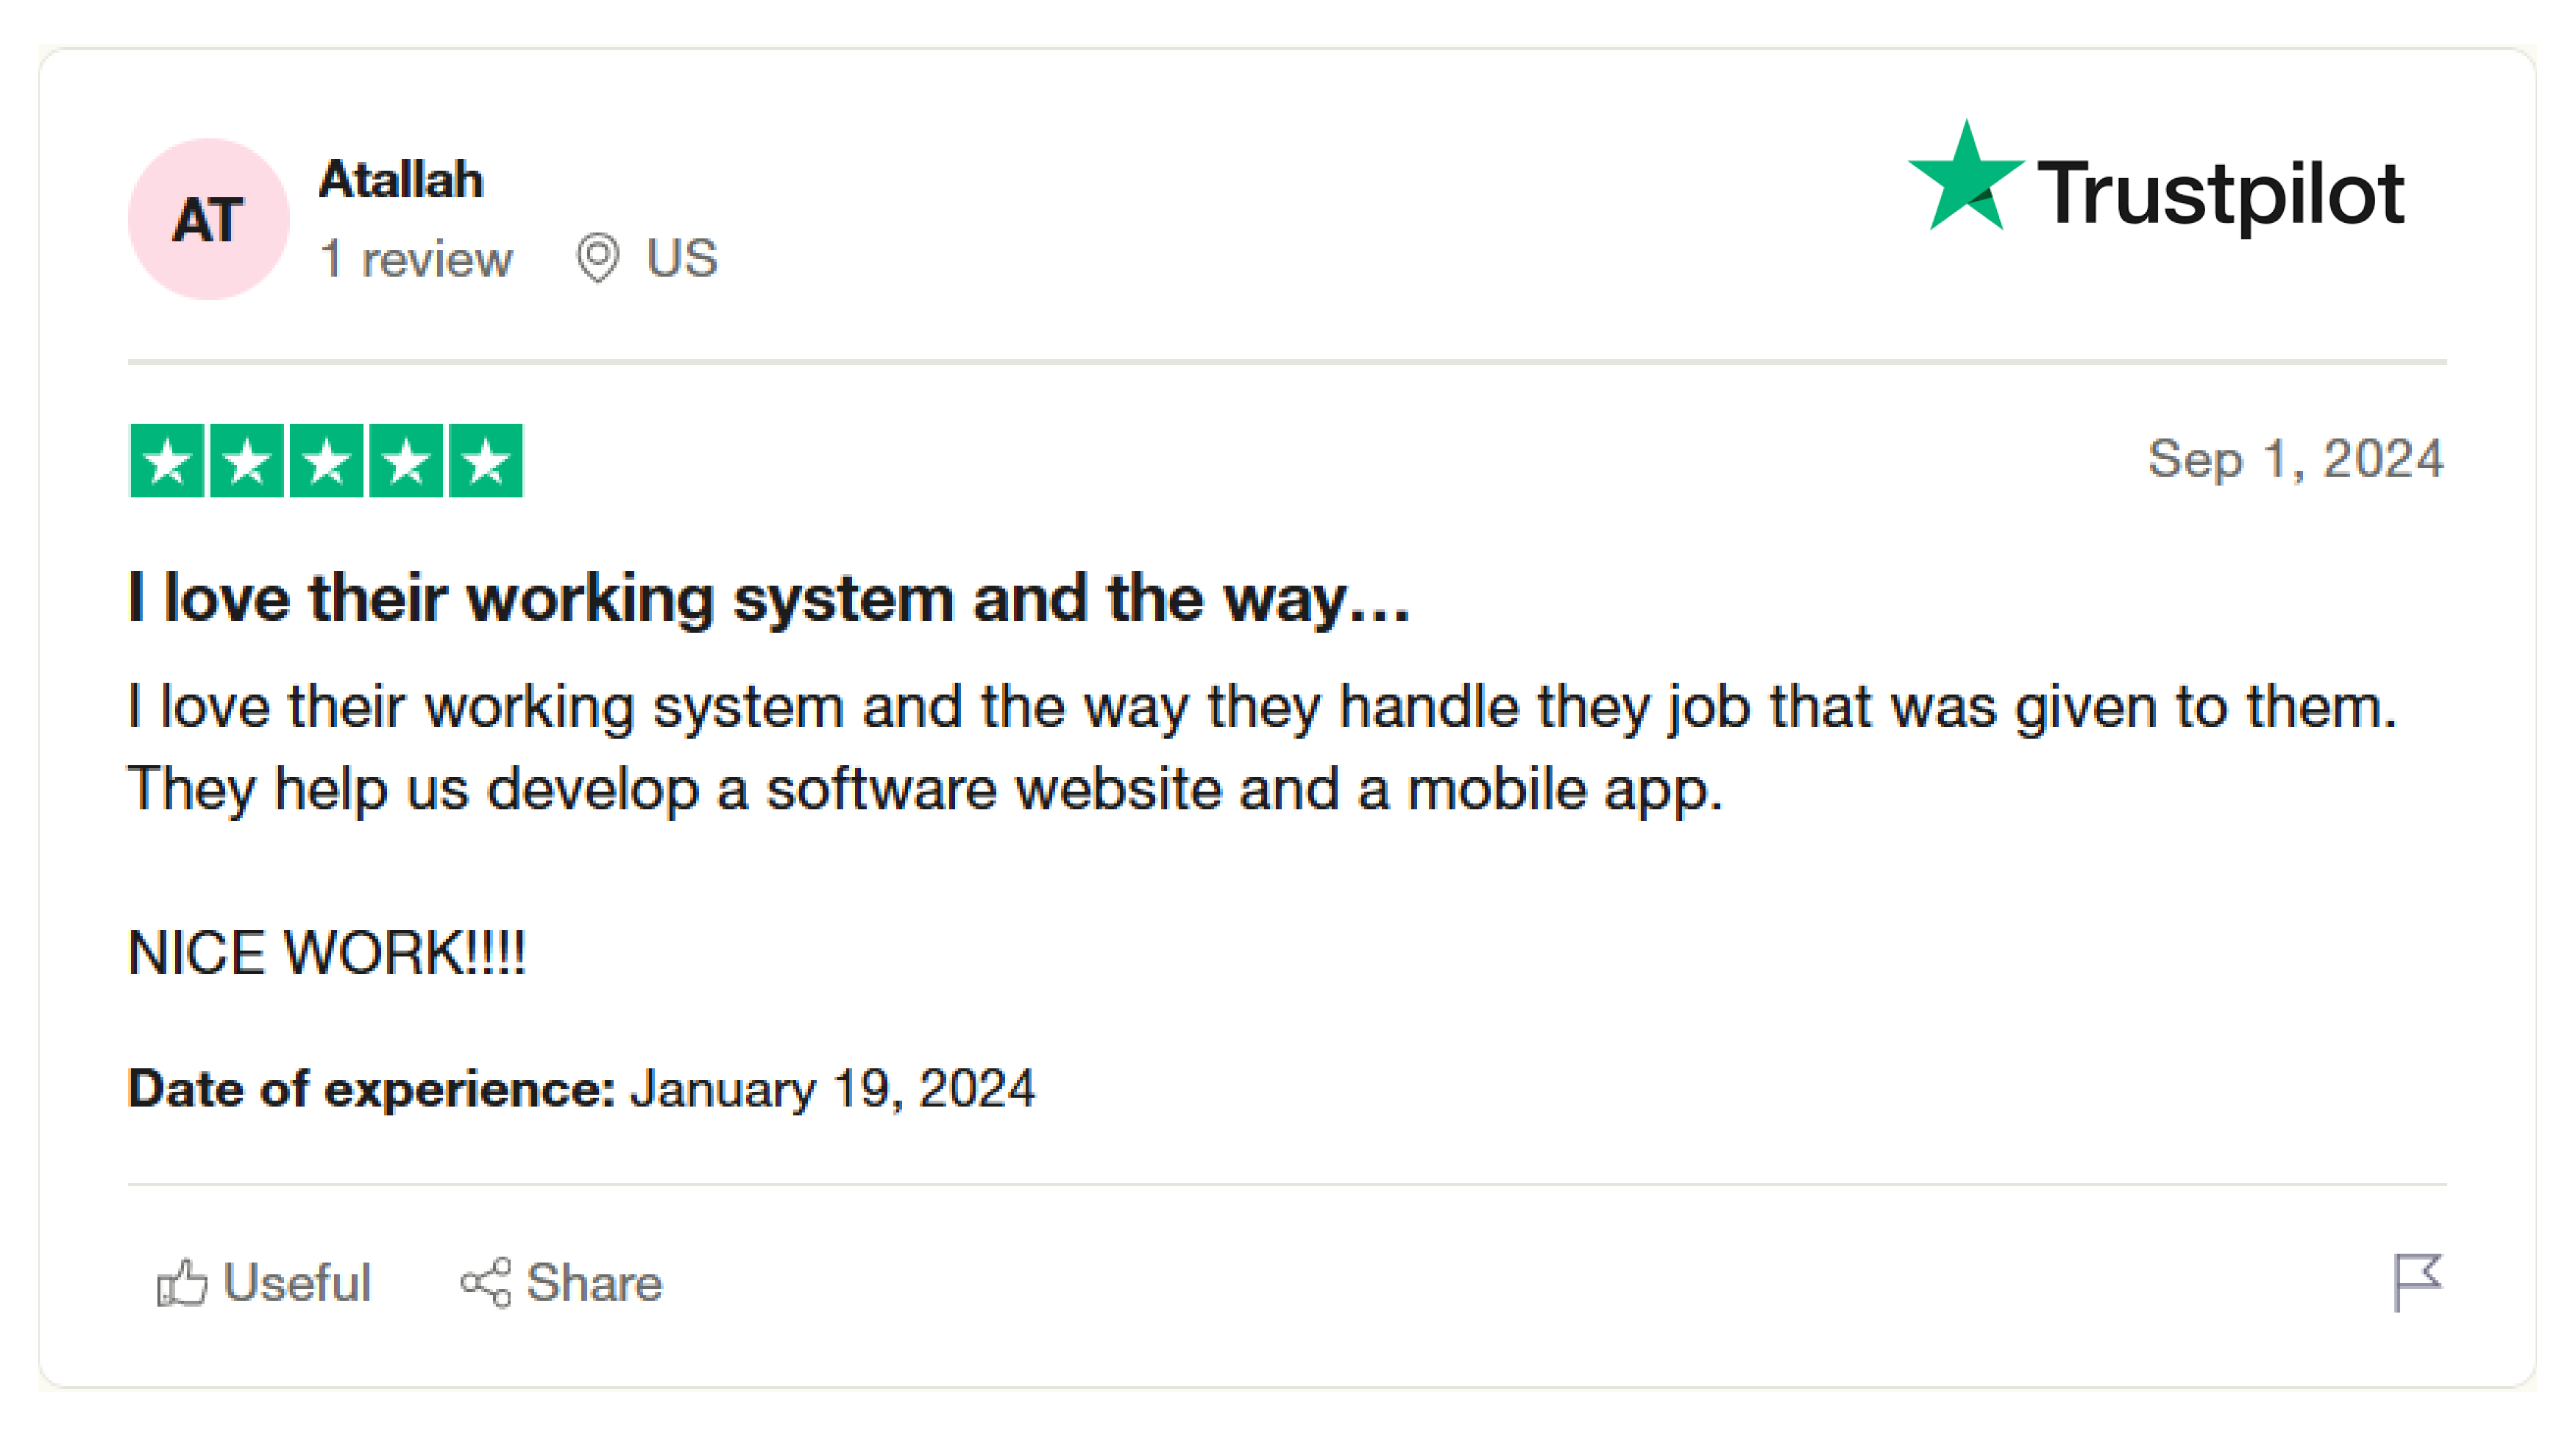 AT
Atallah
1 review US
Trustpilot
Sep 1, 2024
I love their working system and the way...
I love their working system and the way they handle they job that was given to them.
They help us develop a software website and a mobile app.
NICE WORK!!!!
Date of experience: January 19, 2024
Useful Share